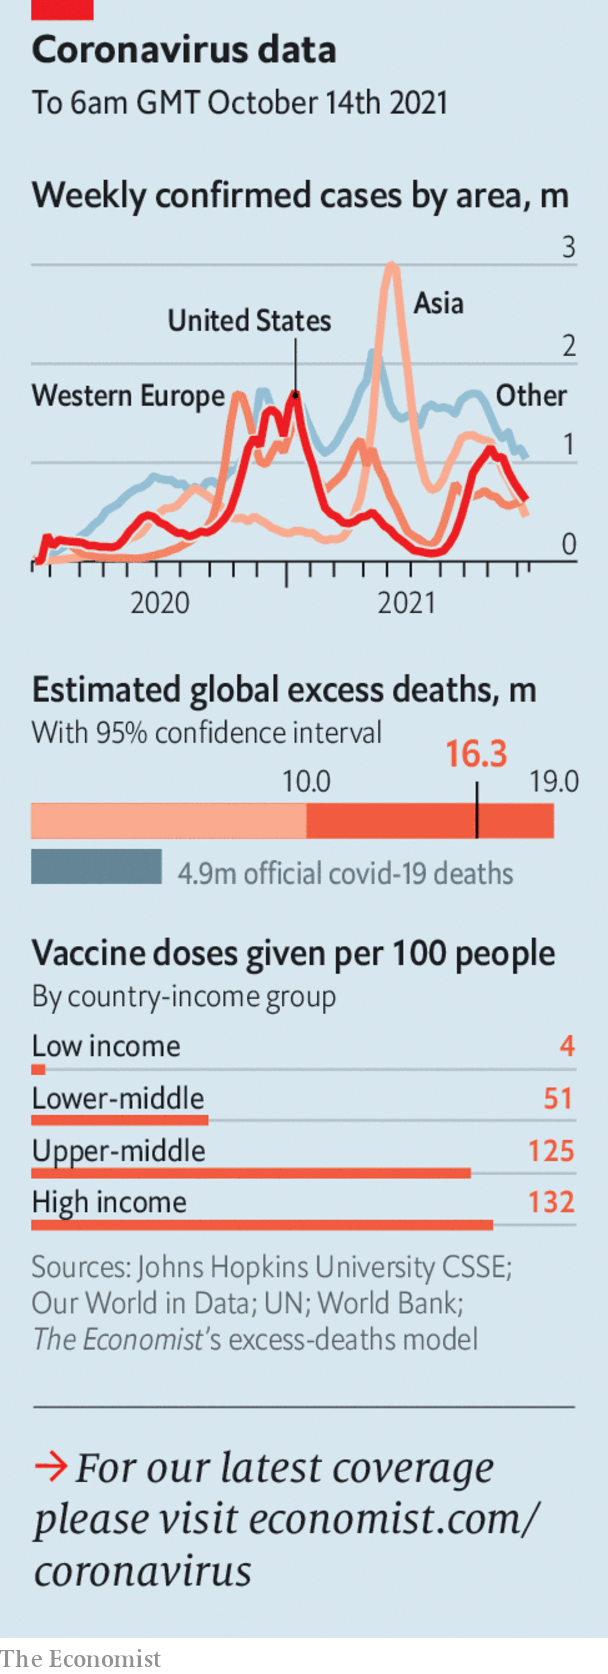 Coronavirus data
To 6am GMT October 14th 2021
Weekly confirmed cases by area, m
3
Asia
United States
2
Western Europe
Other
1
0
2020
2021
Estimated global excess deaths, m
With 95% confidence interval
16.3
10.0
19.0
4.9m official covid-19 deaths
Vaccine doses given per 100 people
By country-income group
Low income 4
Lower-middle 51
Upper-middle 125
High income 132
Sources: Johns Hopkins University CSSE;
Our World in Data; UN; World Bank;
The Economist's excess-deaths model
→ For our latest coverage
please visit economist.com/
coronavirus
The Economist